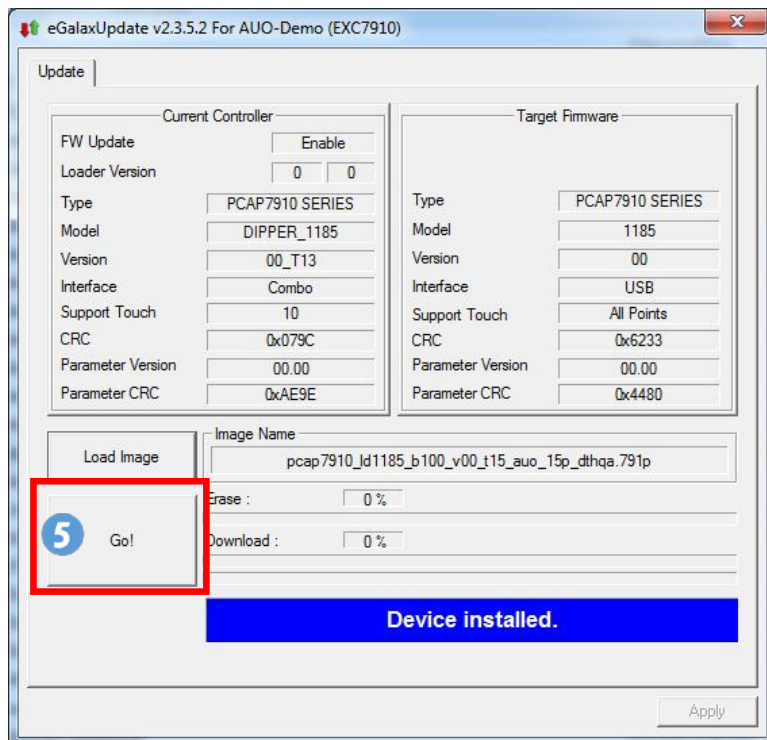 eGalaxUpdate v2.3.5.2 For AUO-Demo (EXC7910)
Update
Current Controller
FW Update Enable
Loader Version 0 0
Type PCAP7910 SERIES
Model DIPPER_1185
Version 00_T13
Interface Combo
Support Touch 10
CRC 0x079C
Parameter Version 00.00
Parameter CRC 0xAE9E
Target Firmware
Type PCAP7910 SERIES
Model 1185
Version 00
Interface USB
Support Touch All Points
CRC 0x6233
Parameter Version 00.00
Parameter CRC 0x4480
Load Image
Image Name
pcap7910_ld1185_b100_v00_t15_auo_15p_dthqa.791p
5 Go!
Erase : 0 %
Download : 0 %
Device installed.
Apply